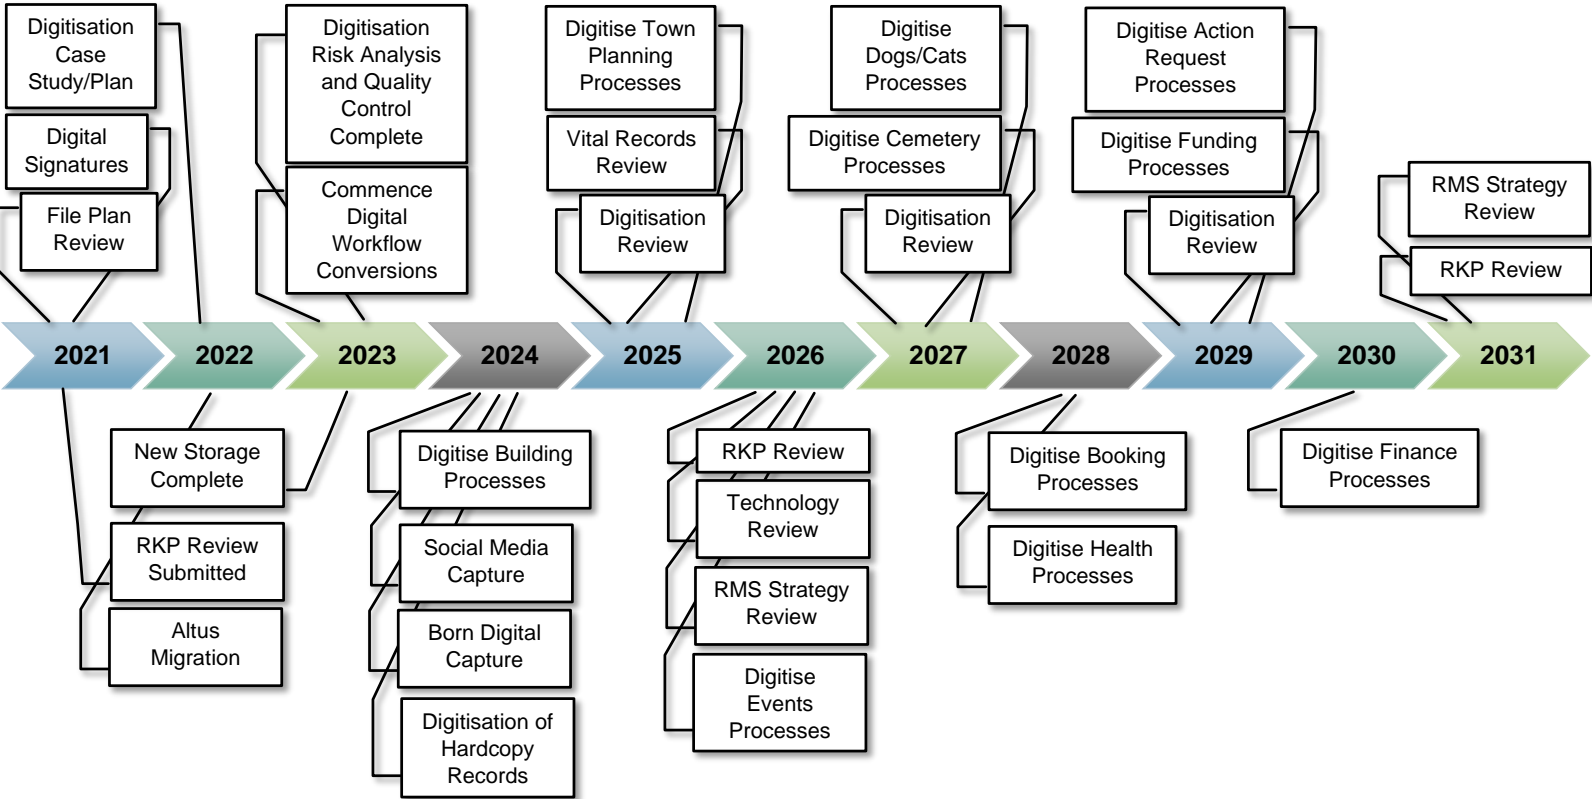 Digitisation
Case
Study/Plan
Digital
Signatures
File Plan
Review
Digitisation
Risk Analysis
and Quality
Control
Complete
Commence
Digital
Workflow
Conversions
Digitise Town
Planning
Processes
Vital Records
Review
Digitisation
Review
Digitise
Dogs/Cats
Processes
Digitise Cemetery
Processes
Digitisation
Review
Digitise Action
Request
Processes
Digitise Funding
Processes
Digitisation
Review
RMS Strategy
Review
RKP Review
2021
2022
2023
2024
2025
2026
2027
2028
2029
2030
2031
New Storage
Complete
RKP Review
Submitted
Altus
Migration
Digitise Building
Processes
Social Media
Capture
Born Digital
Capture
Digitisation of
Hardcopy
Records
RKP Review
Technology
Review
RMS Strategy
Review
Digitise
Events
Processes
Digitise Booking
Processes
Digitise Health
Processes
Digitise Finance
Processes